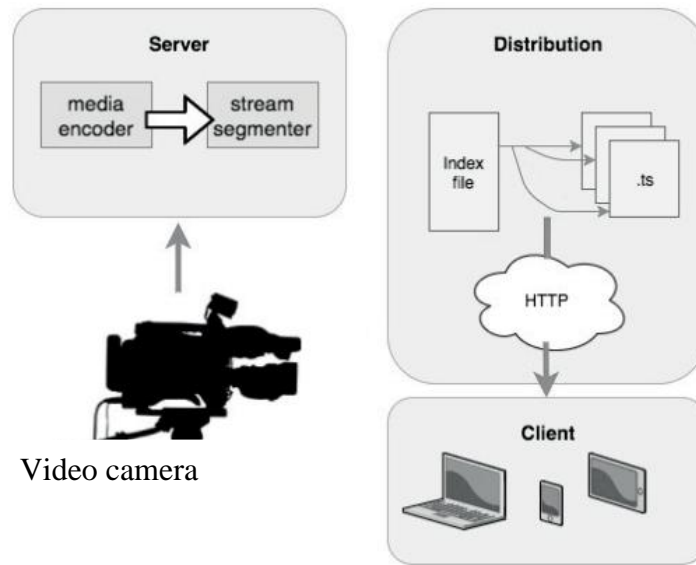 Server
media
encoder
stream
segmenter
Video camera
Distribution
Index
file
.ts
HTTP
Client